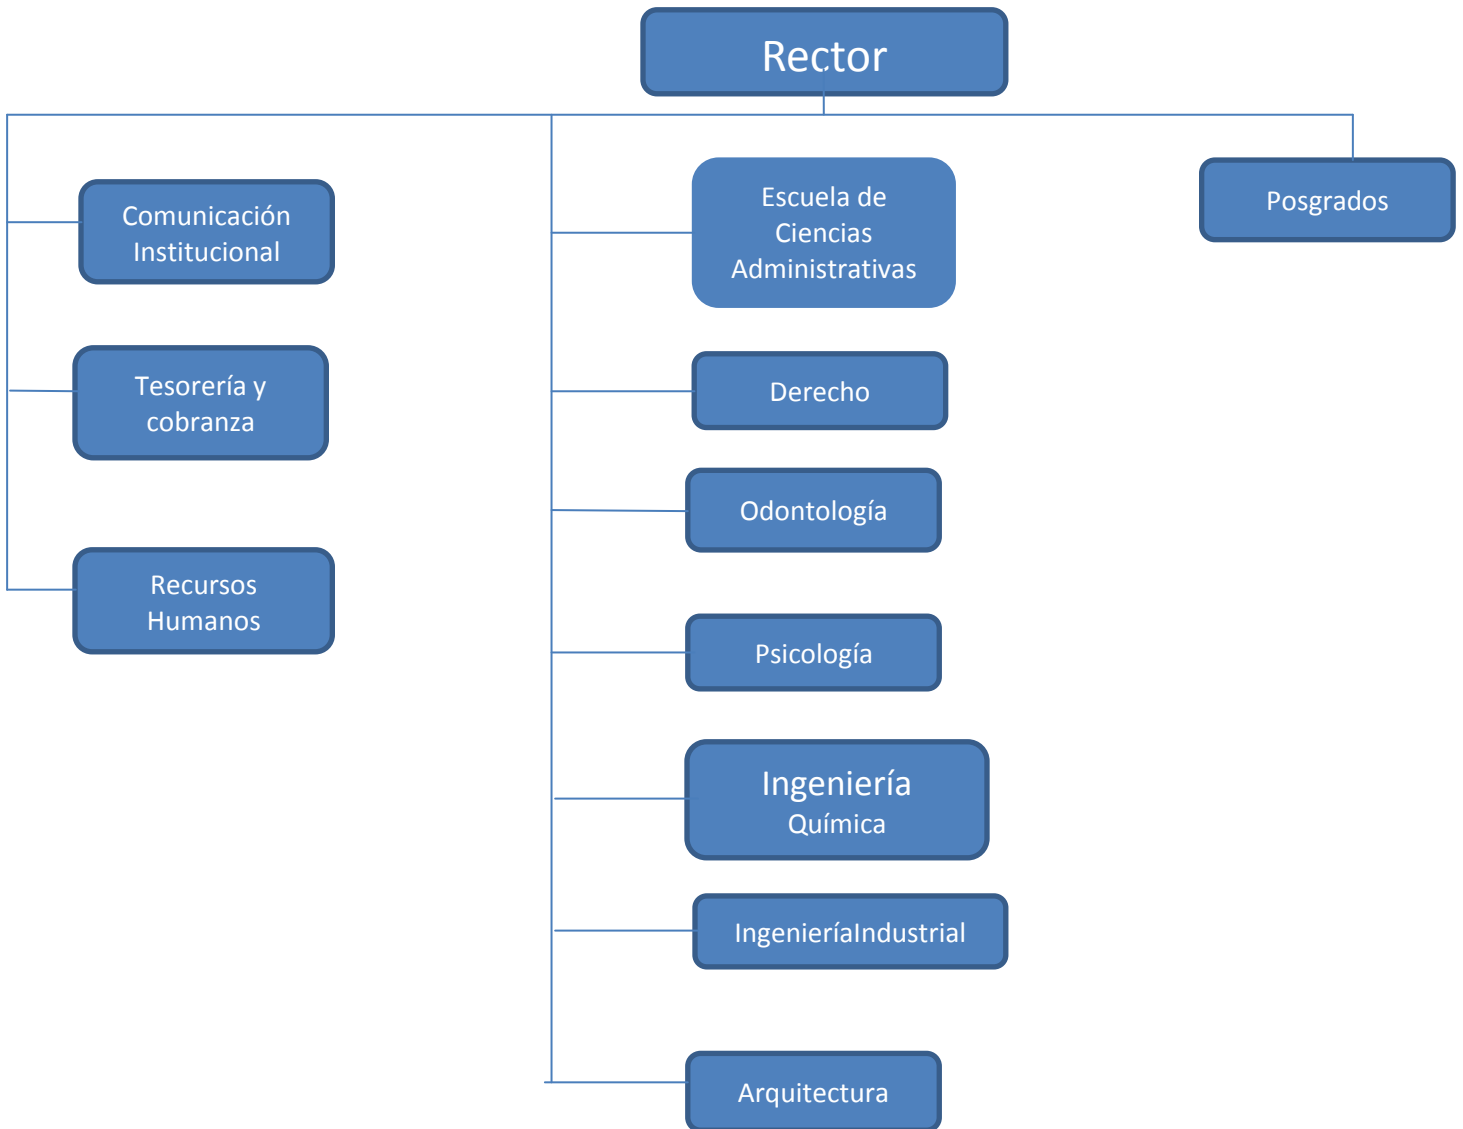 Rector
Comunicación
Institucional
Tesorería y
cobranza
Recursos
Humanos
Escuela de
Ciencias
Administrativas
Derecho
Odontología
Psicología
Ingeniería
Química
IngenieríaIndustrial
Arquitectura
Posgrados